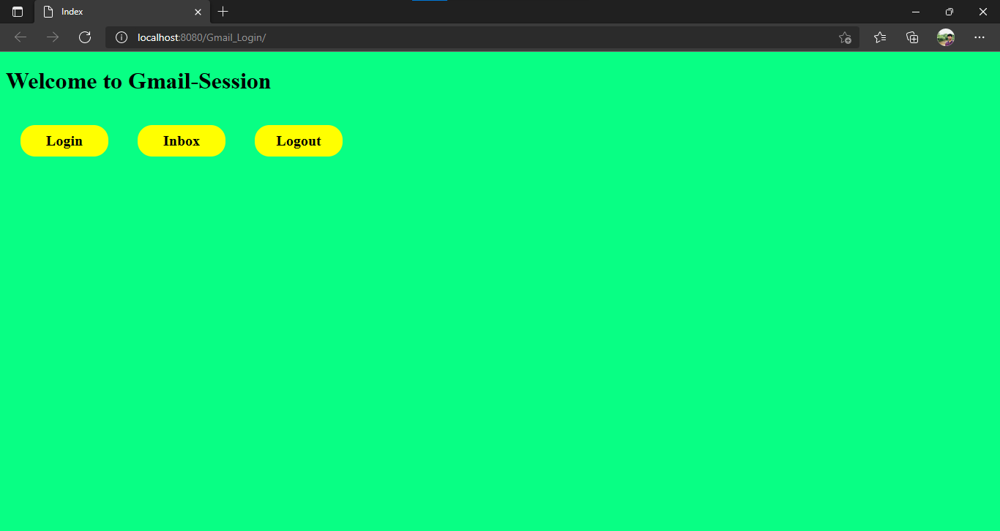 Index
localhost:8080/Gmail_Login/
Welcome to Gmail-Session
Login Inbox Logout